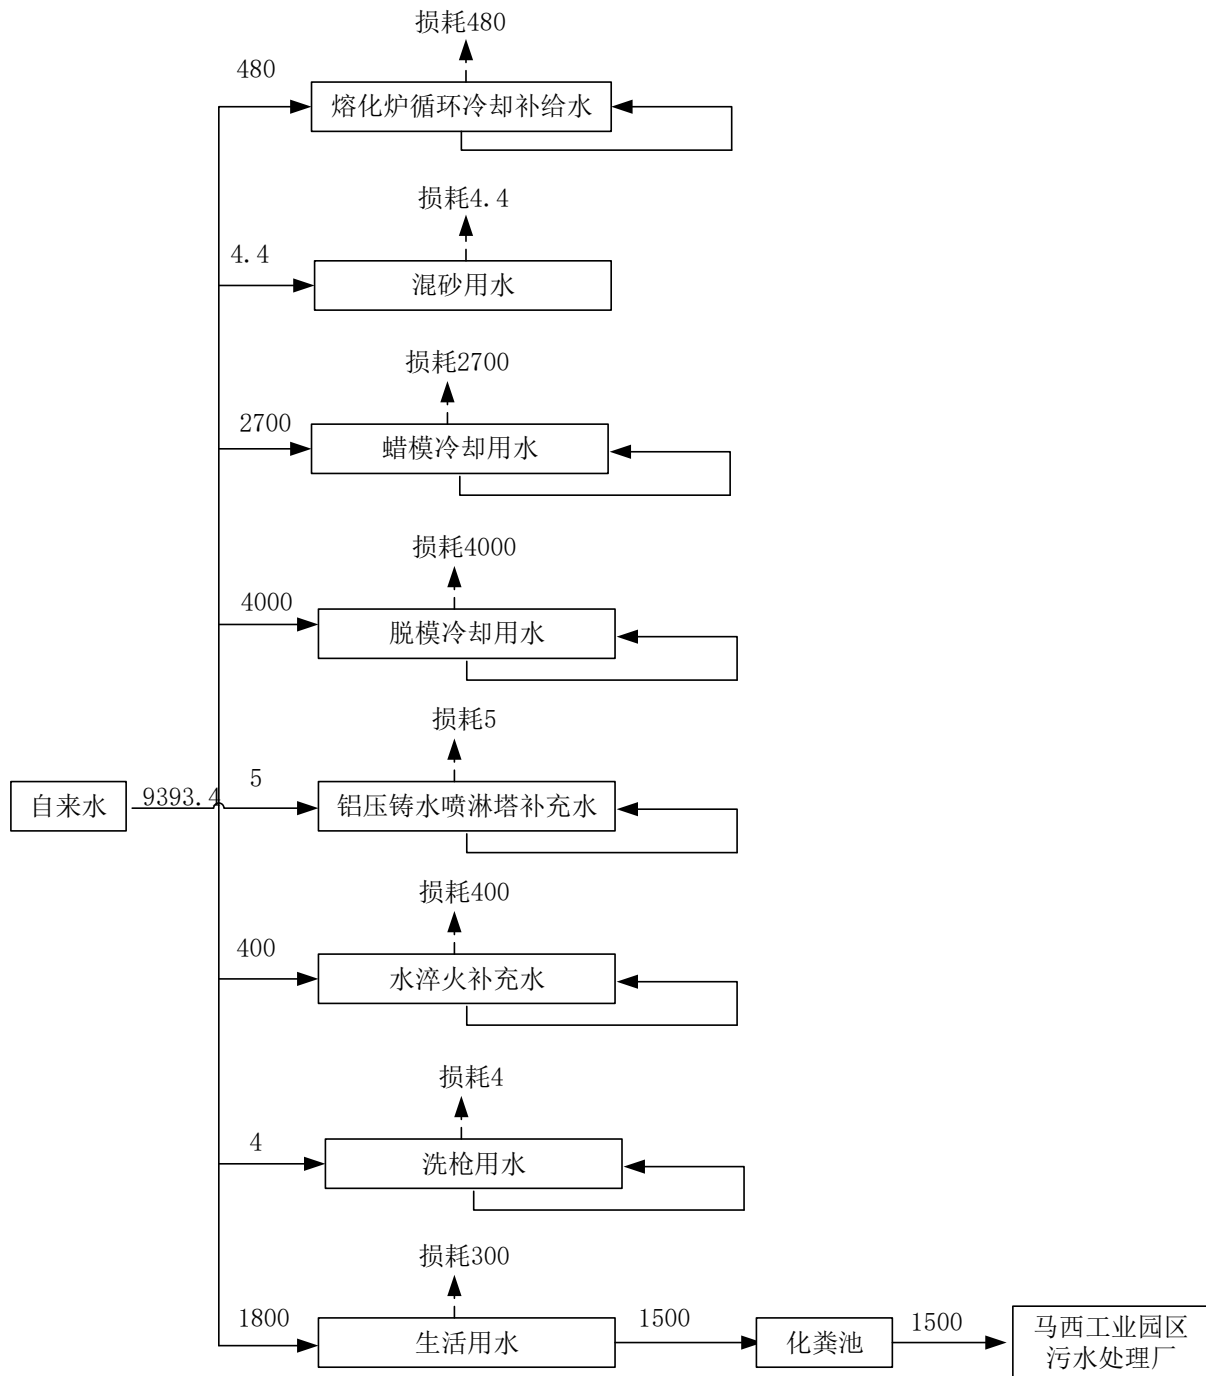 损耗480
480
熔化炉循环冷却补给水
损耗4.4
4.4
混砂用水
损耗2700
2700
蜡模冷却用水
损耗4000
4000
脱模冷却用水
损耗5
自来水
9393.4
5
铝压铸水喷淋塔补充水
损耗400
400
水淬火补充水
损耗4
4
洗枪用水
损耗300
1800
生活用水
1500
化粪池
1500
马西工业园区
污水处理厂